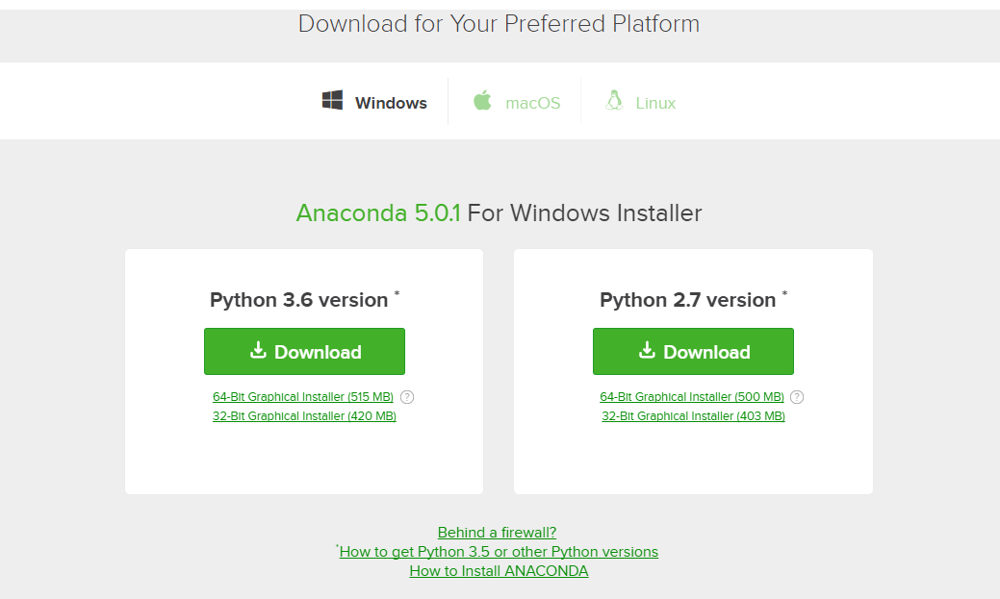 Download for Your Preferred Platform
Windows
macOS
Linux
Anaconda 5.0.1 For Windows Installer
Python 3.6 version *
Download
64-Bit Graphical Installer (515 MB) ?
32-Bit Graphical Installer (420 MB)
Python 2.7 version *
Download
64-Bit Graphical Installer (500 MB) ?
32-Bit Graphical Installer (403 MB)
Behind a firewall?
*How to get Python 3.5 or other Python versions
How to Install ANACONDA